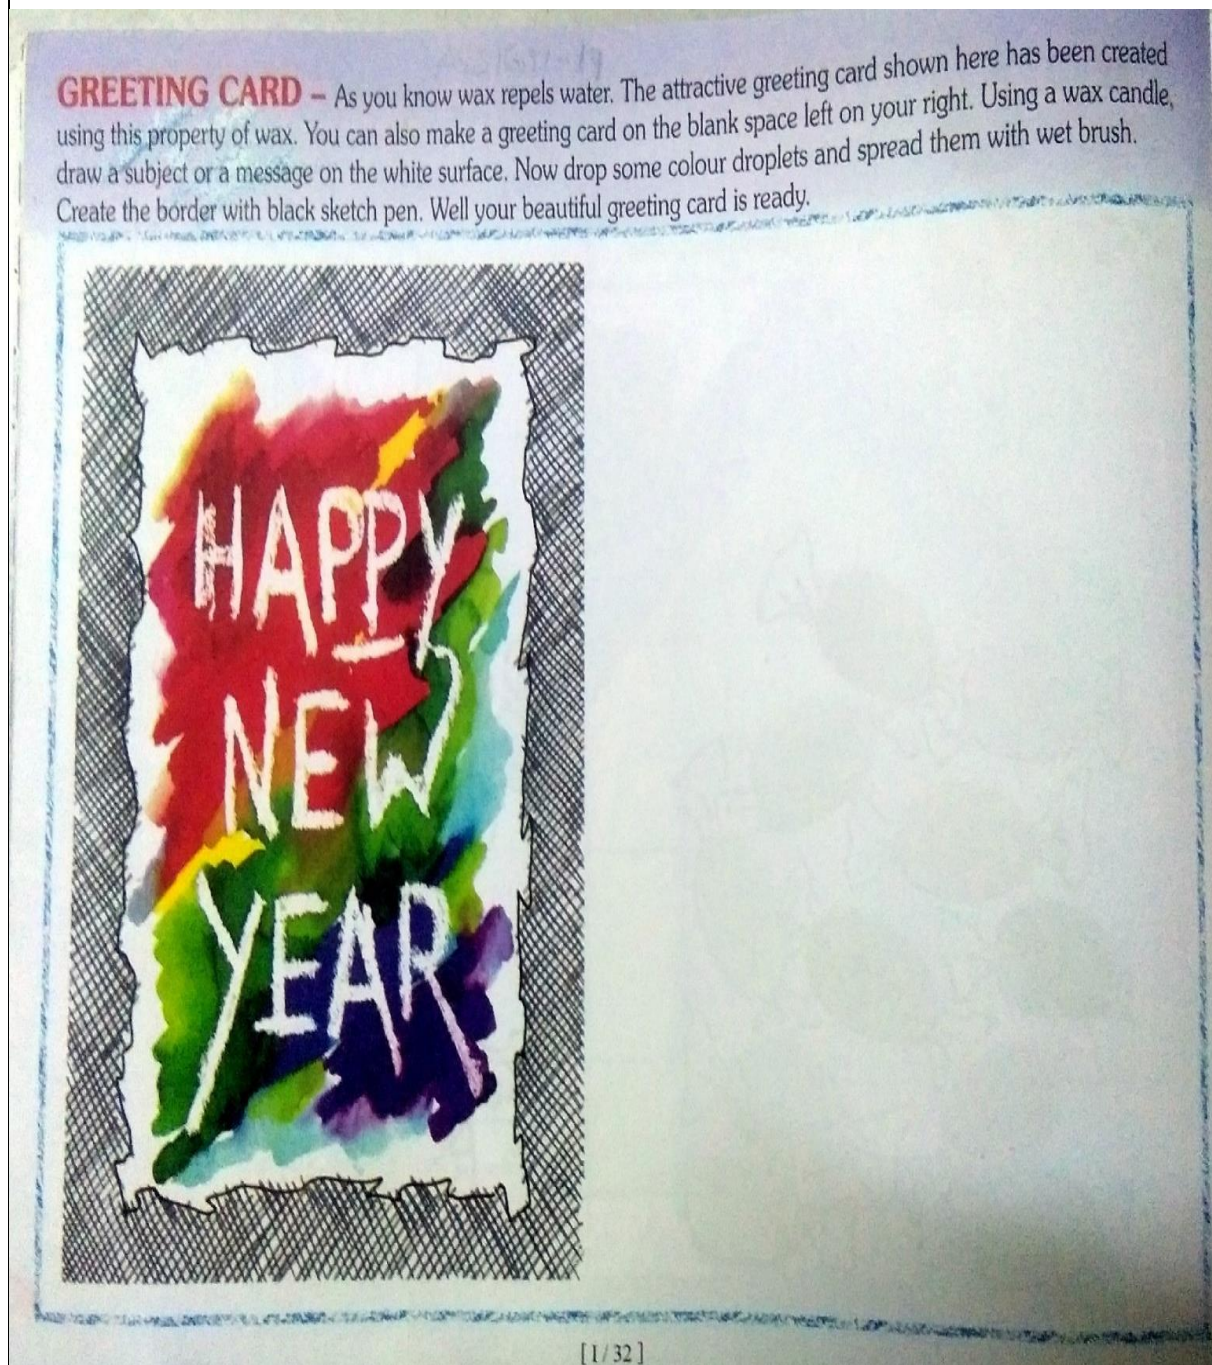 GREETING CARD – As you know wax repels water. The attractive greeting card shown here has been created
using this property of wax. You can also make a greeting card on the blank space left on your right. Using a wax candle,
draw a subject or a message on the white surface. Now drop some colour droplets and spread them with wet brush.
Create the border with black sketch pen. Well your beautiful greeting card is ready.
HAPPY
NEW
YEAR
[1/32]